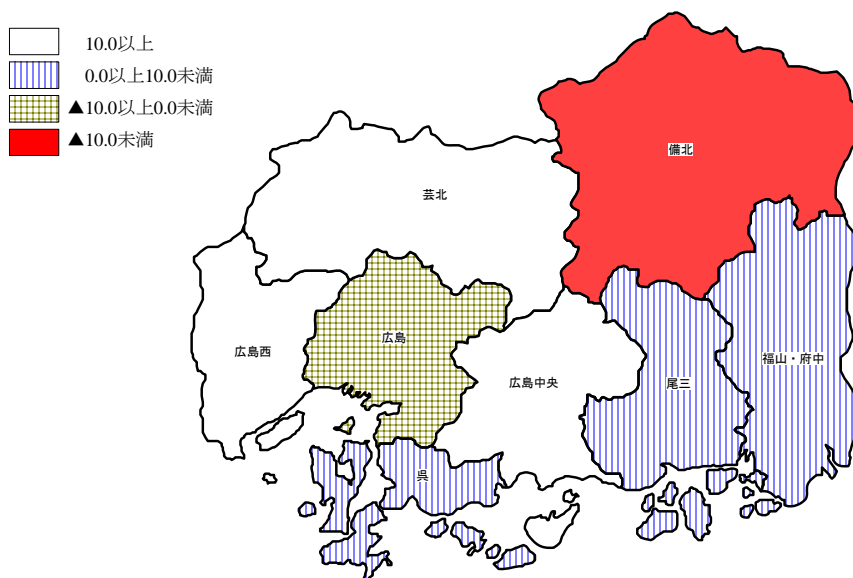 10.0以上
0.0以上10.0未満
▲10.0以上0.0未満
▲10.0未満
備北
芸北
広島
広島西
福山・府中
広島中央
尾三
呉